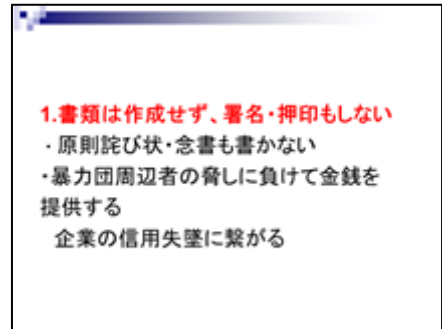 1.書類は作成せず、署名・押印もしない
・原則詫び状・念書も書かない
・暴力団周辺者の脅しに負けて金銭を
提供する
企業の信用失墜に繋がる